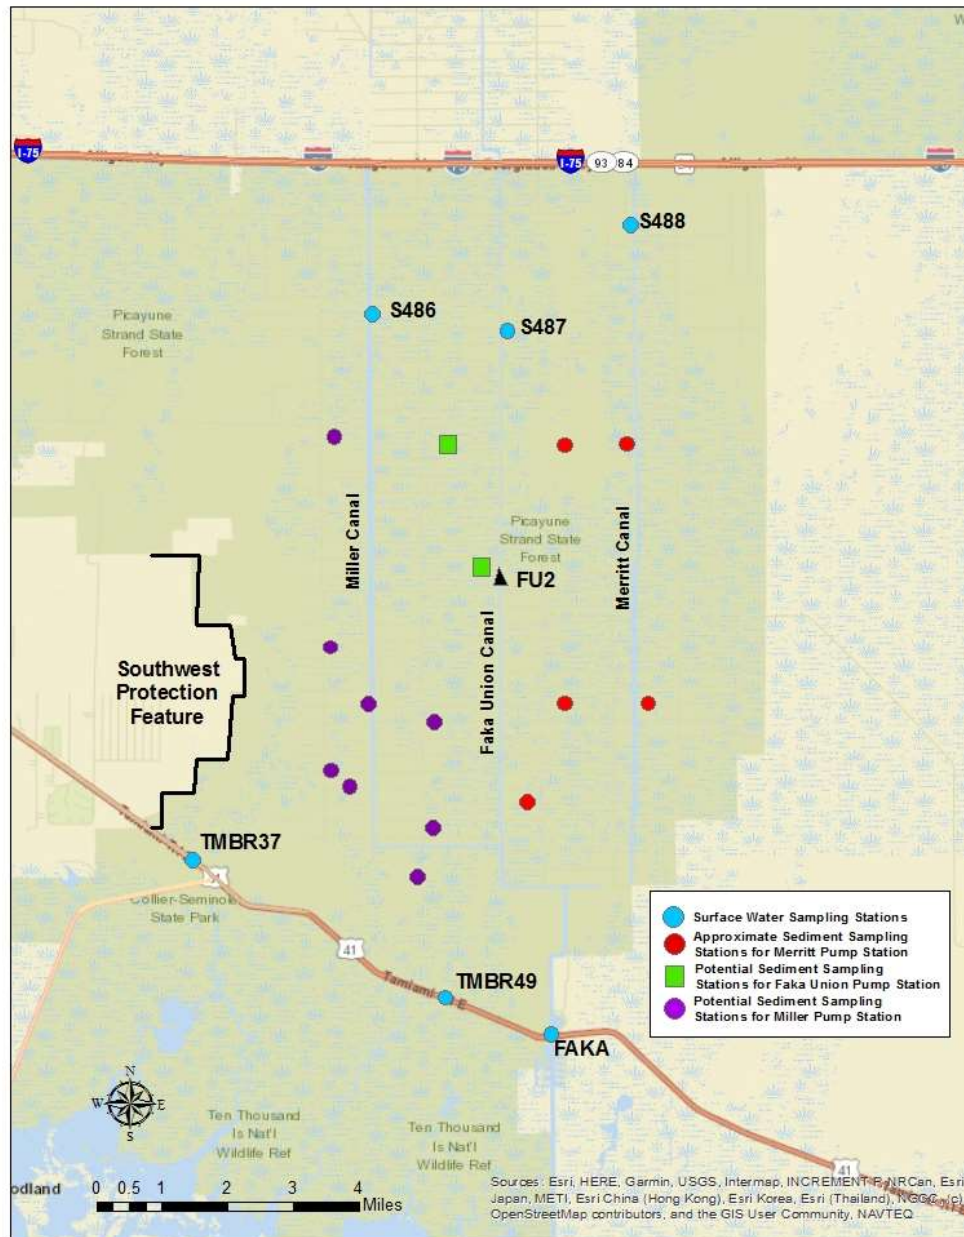 I-75
I-75
93
84
S488
S486
S487
Picayune
Strand State
Forest
Miller Canal
Picayune
Strand State
Forest
Merritt Canal
FU2
Faka Union Canal
Southwest
Protection
Feature
TMBR37
Collier-Seminole
State Park
41
Surface Water Sampling Stations
Approximate Sediment Sampling
Stations for Merritt Pump Station
Potential Sediment Sampling
Stations for Faka Union Pump Station
Potential Sediment Sampling
Stations for Miller Pump Station
TMBR49
Tamiami
E
FAKA
N
W
E
S
Ten Thousand
Is Nat'l
Wildlife Ref
Ten Thousand
Is Nat'l
Wildlife Ref
41
odland
0 0.5 1 2 3 4
Miles
Sources: Esri, HERE, Garmin, USGS, Intermap, INCREMENT P, NRCan, Esri
Japan, METI, Esri China (Hong Kong), Esri Korea, Esri (Thailand), NGCC, (c)
OpenStreetMap contributors, and the GIS User Community, NAVTEQ